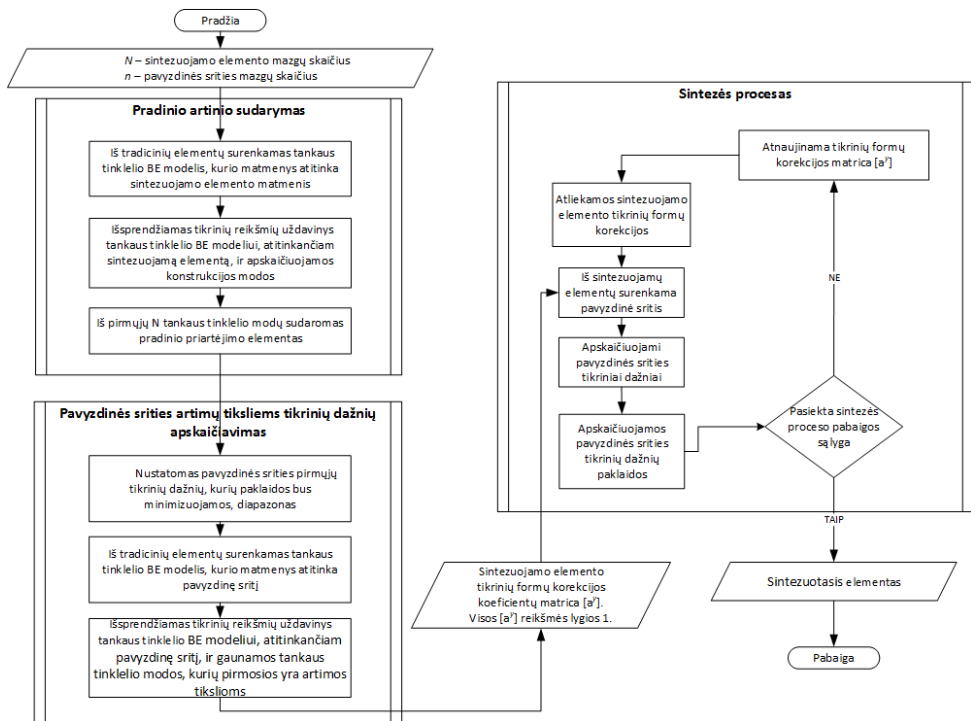 Pradžia
N – sintezuojamo elemento mazgų skaičius
n – pavyzdinės srities mazgų skaičius
Pradinio artinio sudarymas
Iš tradicinių elementų surenkamas tankaus
tinklelio BE modelis, kurio matmenys atitinka
sintezuojamo elemento matmenis
Išsprendžiamas tikrinių reikšmių uždavinys
tankaus tinklelio BE modeliui, atitinkančiam
sintezuojamą elementą, ir apskaičiuojamos
konstrukcijos modos
Iš pirmųjų N tankaus tinklelio modų sudaromas
pradinio priartėjimo elementas
Pavyzdinės srities artimų tiksliems tikrinių dažnių
apskaičiavimas
Nustatomas pavyzdinės srities pirmųjų
tikrinių dažnių, kurių paklaidos bus
minimizuojamos, diapazonas
Iš tradicinių elementų surenkamas tankaus
tinklelio BE modelis, kurio matmenys atitinka
pavyzdinę sritį
Išsprendžiamas tikrinių reikšmių uždavinys
tankaus tinklelio BE modeliui, atitinkančiam
pavyzdinę sritį, ir gaunamos tankaus
tinklelio modos, kurių pirmosios yra artimos
tikslioms
Sintezuojamo elemento
tikrinių formų korekcijos
koeficientų matrica [aʸ].
Visos [aʸ] reikšmės lygios 1.
Sintezės procesas
Atnaujinama tikrinių formų
korekcijos matrica [aʸ]
Atliekamos sintezuojamo
elemento tikrinių formų
korekcijos
Iš sintezuojamų
elementų surenkama
pavyzdinė sritis
Apskaičiuojami
pavyzdinės srities
tikriniai dažniai
Apskaičiuojamos
pavyzdinės srities
tikrinių dažnių
paklaidos
Pasiekta sintezės
proceso pabaigos
sąlyga
NE
TAIP
Sintezuotasis elementas
Pabaiga